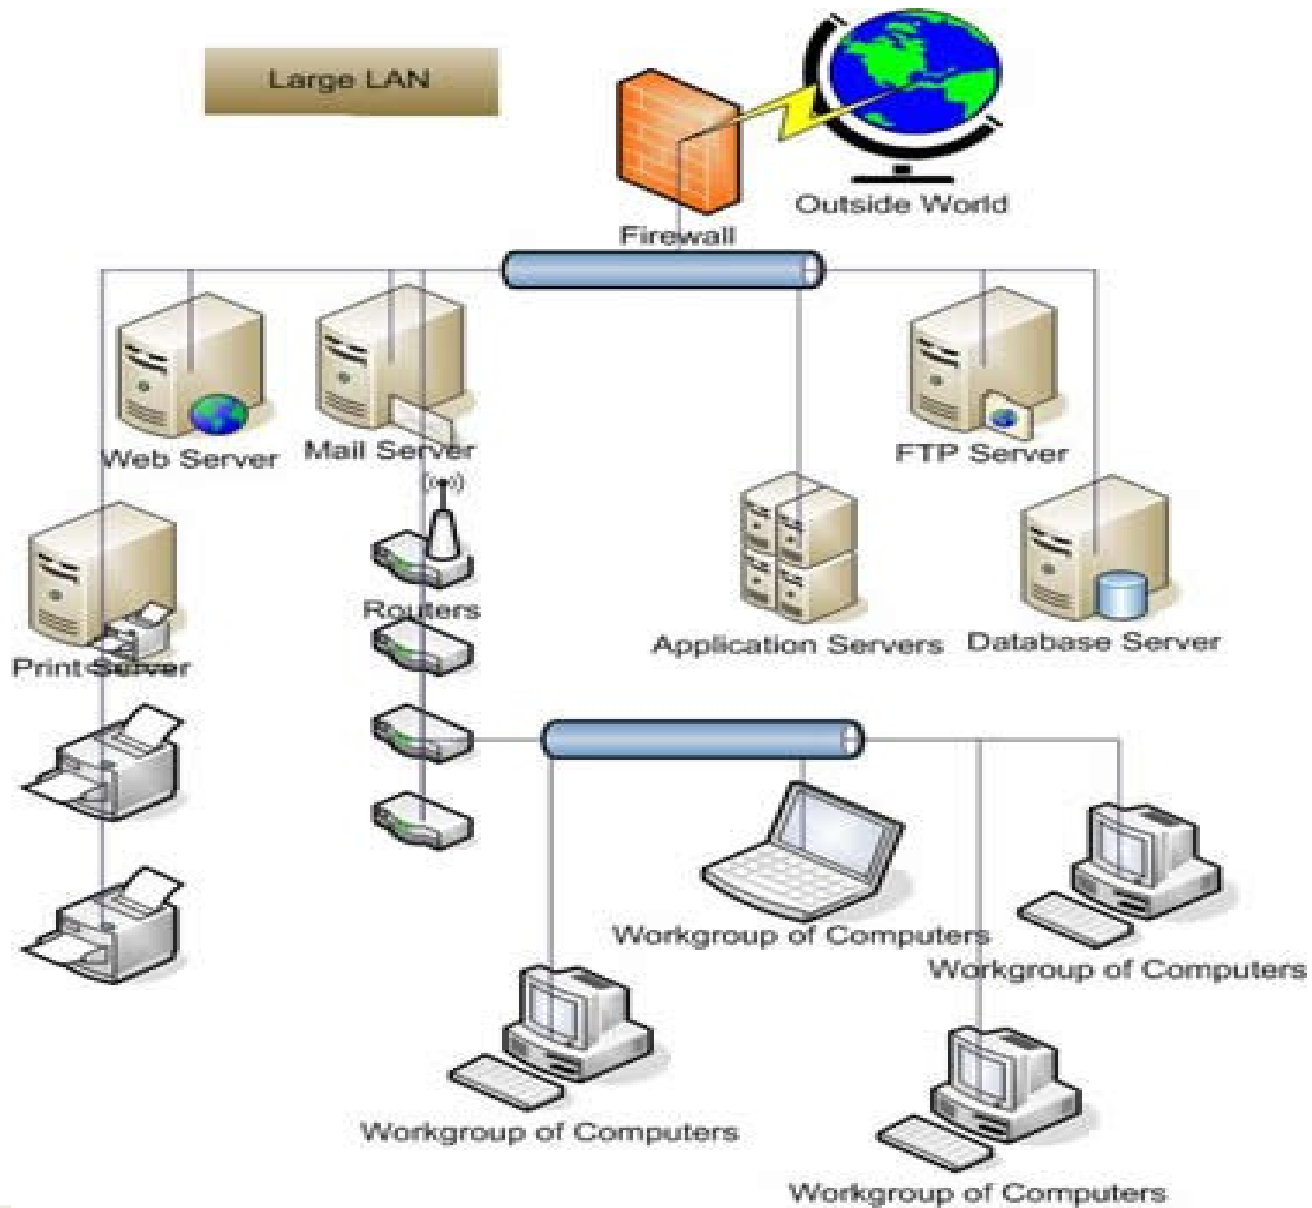 Large LAN
Outside World
Firewall
Web Server
Mail Server
FTP Server
Routers
Print Server
Application Servers
Database Server
Workgroup of Computers
Workgroup of Computers
Workgroup of Computers
Workgroup of Computers